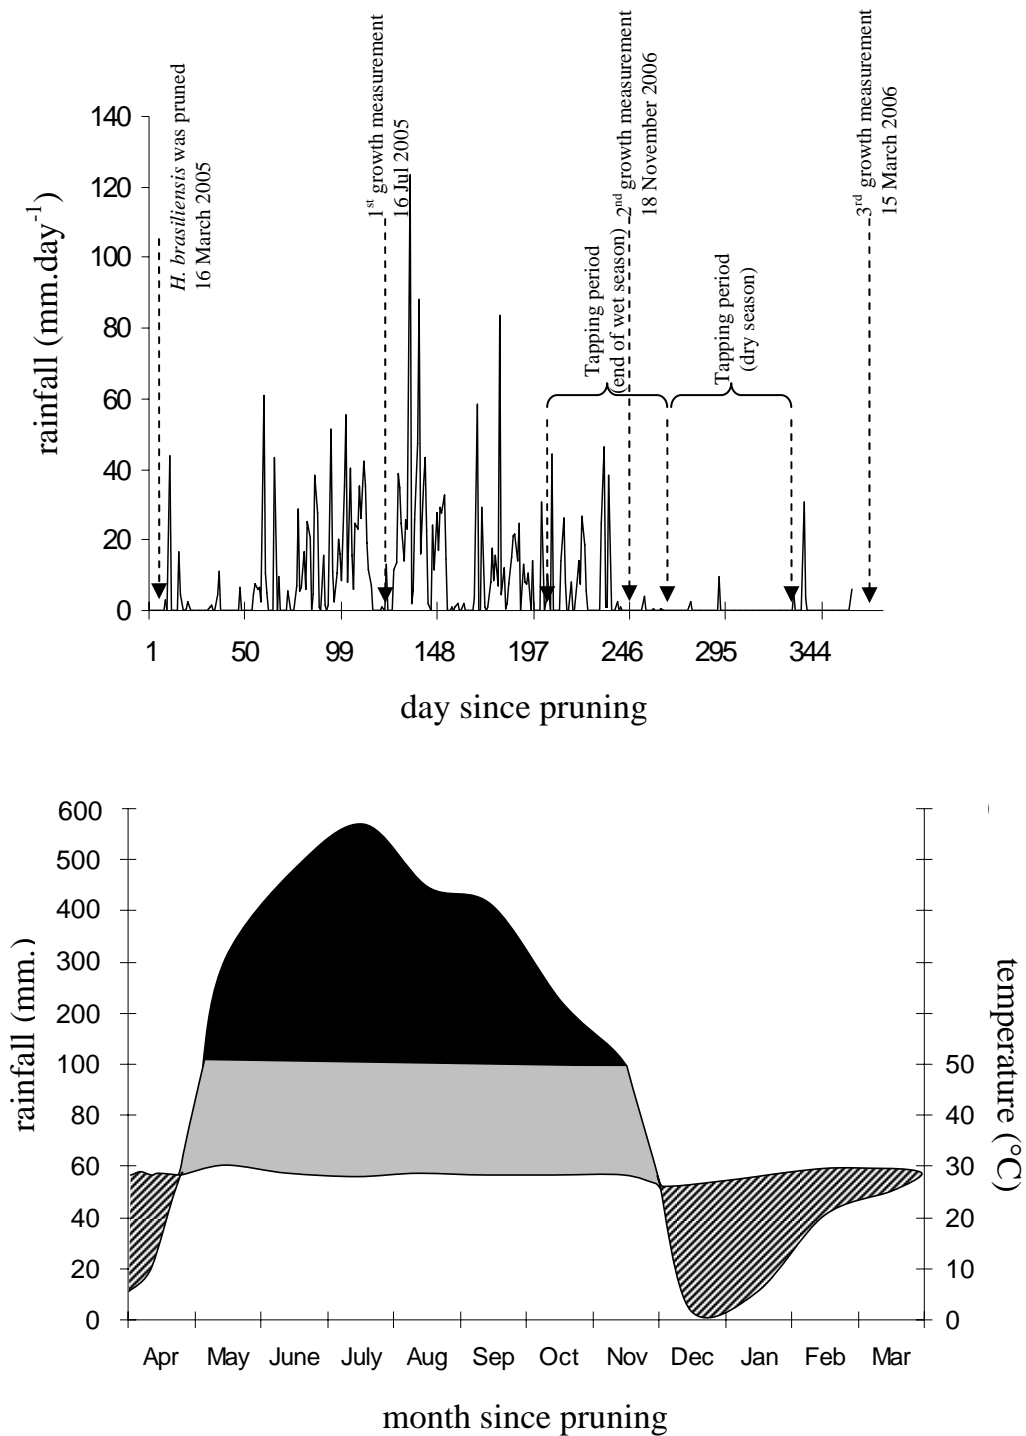 H. brasiliensis was pruned
16 March 2005
1st growth measurement
16 Jul 2005
Tapping period
(end of wet season)
2nd growth measurement
18 November 2006
Tapping period
(dry season)
3rd growth measurement
15 March 2006
rainfall (mm.day-1)
140
120
100
80
60
40
20
0
1 50 99 148 197 246 295 344
day since pruning
rainfall (mm.)
600
500
400
300
200
100
80
60
40
20
0
temperature (°C)
50
40
30
20
10
0
Apr May June July Aug Sep Oct Nov Dec Jan Feb Mar
month since pruning